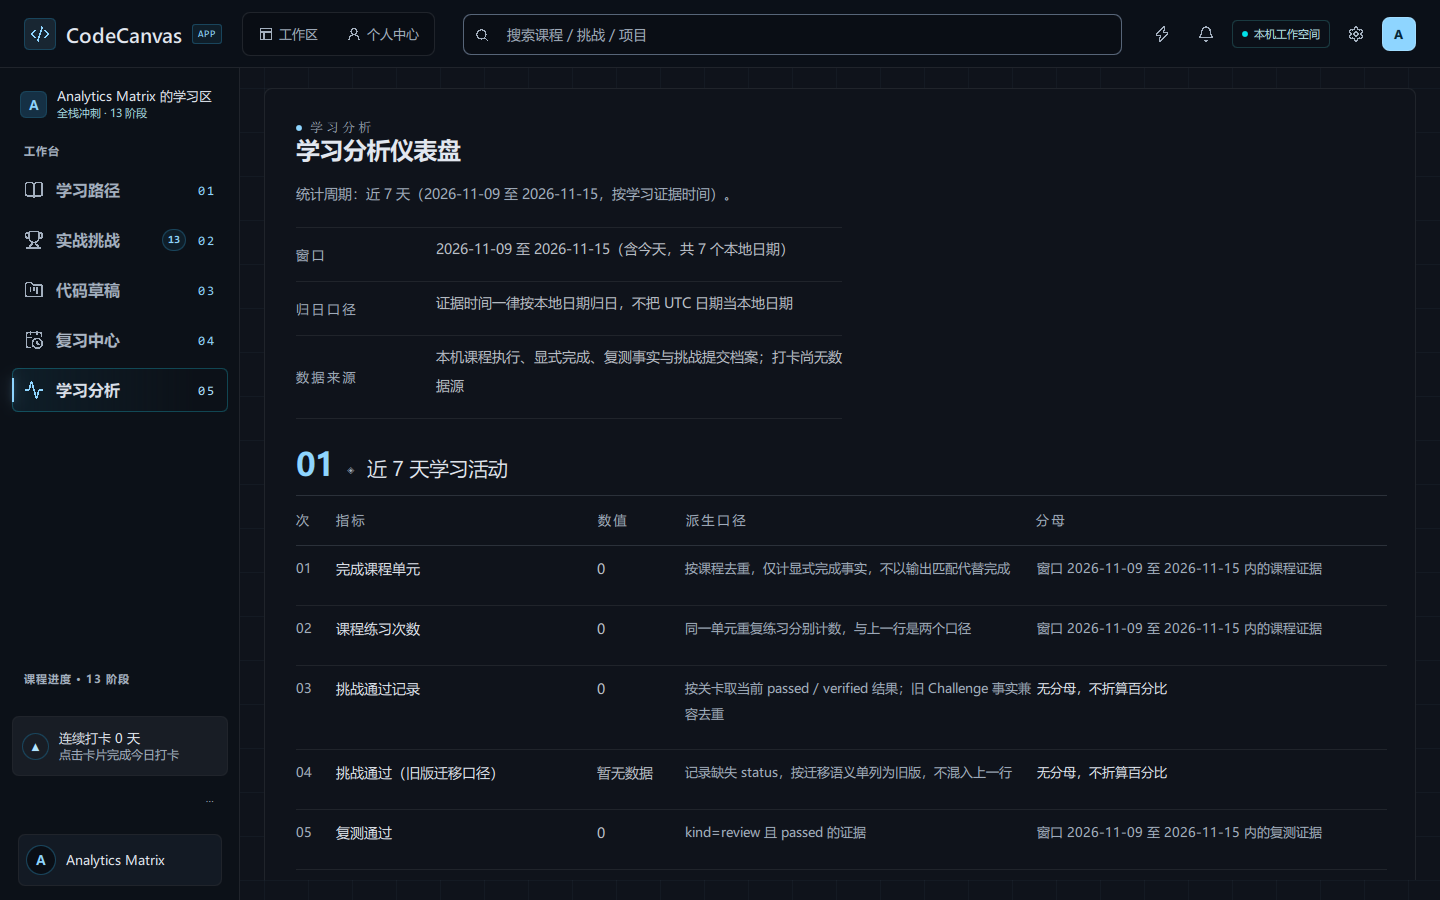 CodeCanvas APP
工作区
个人中心
搜索课程 / 挑战 / 项目
本机工作空间
A
A
Analytics Matrix 的学习区
全栈冲刺 · 13 阶段
工作台
学习路径 01
实战挑战 13 02
代码草稿 03
复习中心 04
学习分析 05
课程进度 • 13 阶段
连续打卡 0 天
点击卡片完成今日打卡
...
A
Analytics Matrix
学习分析
学习分析仪表盘
统计周期：近 7 天（2026-11-09 至 2026-11-15，按学习证据时间）。
窗口 2026-11-09 至 2026-11-15（含今天，共 7 个本地日期）
归日口径 证据时间一律按本地日期归日，不把 UTC 日期当本地日期
数据来源 本机课程执行、显式完成、复测事实与挑战提交档案；打卡尚无数
据源
01 近 7 天学习活动
次 指标 数值 派生口径 分母
01 完成课程单元 0 按课程去重，仅计显式完成事实，不以输出匹配代替完成 窗口 2026-11-09 至 2026-11-15 内的课程证据
02 课程练习次数 0 同一单元重复练习分别计数，与上一行是两个口径 窗口 2026-11-09 至 2026-11-15 内的课程证据
03 挑战通过记录 0 按关卡取当前 passed / verified 结果；旧 Challenge 事实兼 无分母，不折算百分比
容去重
04 挑战通过（旧版迁移口径） 暂无数据 记录缺失 status，按迁移语义单列为旧版，不混入上一行 无分母，不折算百分比
05 复测通过 0 kind=review 且 passed 的证据 窗口 2026-11-09 至 2026-11-15 内的复测证据